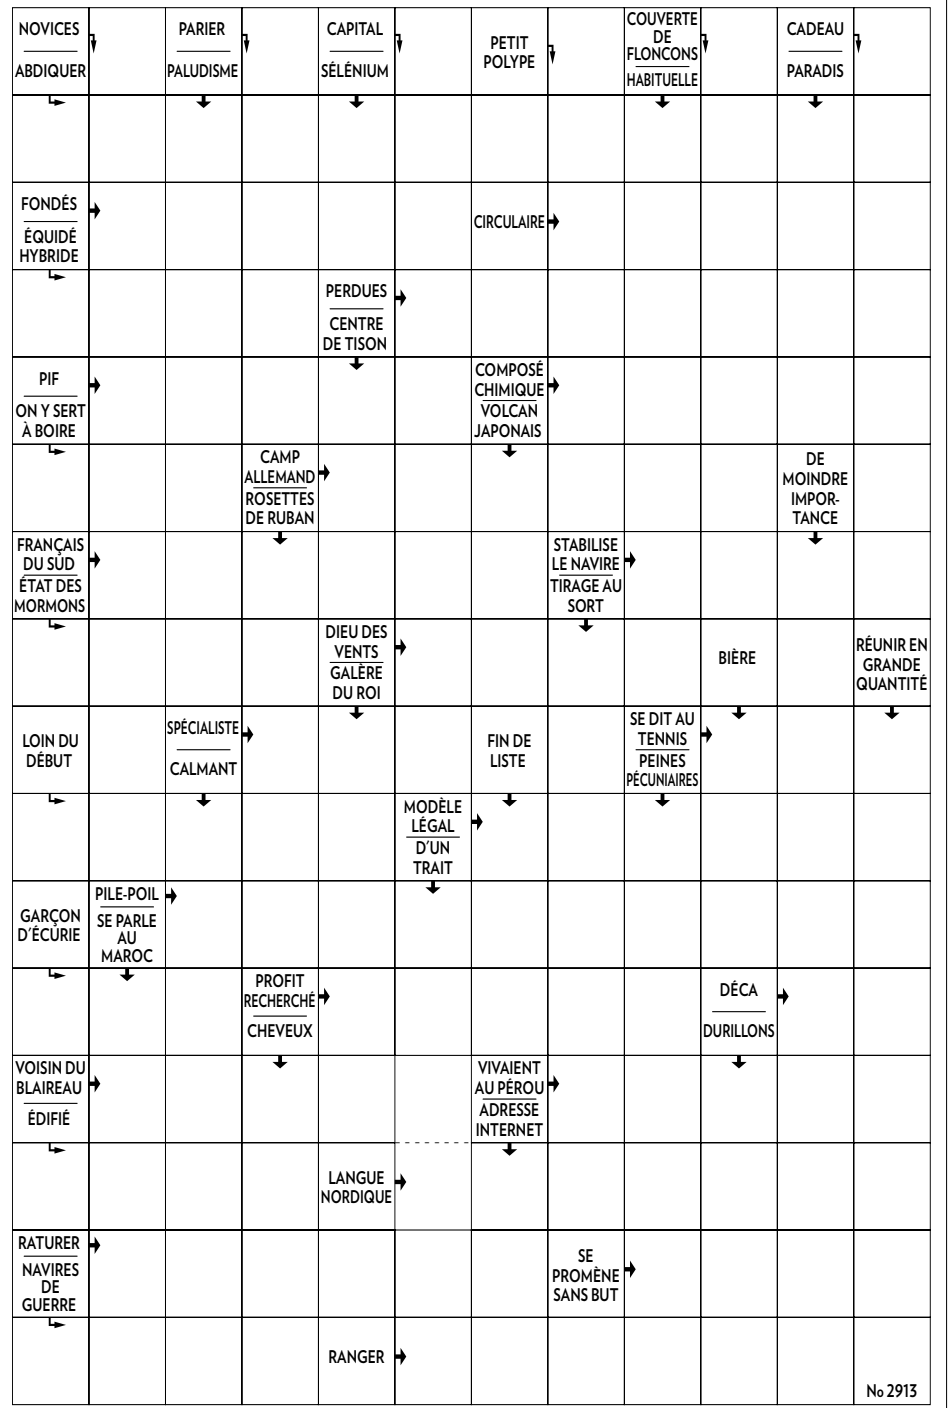 NOVICES
ABDIQUER
PARIER
PALUDISME
CAPITAL
SÉLÉNIUM
PETIT
POLYPE
COUVERTE
DE
FLONCONS
HABITUELLE
CADEAU
PARADIS
FONDÉS
ÉQUIDÉ
HYBRIDE
CIRCULAIRE
PERDUES
CENTRE
DE TISON
PIF
ON Y SERT
À BOIRE
COMPOSÉ
CHIMIQUE
VOLCAN
JAPONAIS
CAMP
ALLEMAND
ROSETTES
DE RUBAN
DE
MOINDRE
IMPOR-
TANCE
FRANÇAIS
DU SUD
ÉTAT DES
MORMONS
STABILISE
LE NAVIRE
TIRAGE AU
SORT
DIEU DES
VENTS
GALÈRE
DU ROI
BIÈRE
RÉUNIR EN
GRANDE
QUANTITÉ
LOIN DU
DÉBUT
SPÉCIALISTE
CALMANT
FIN DE
LISTE
SE DIT AU
TENNIS
PEINES
PÉCUNIAIRES
MODÈLE
LÉGAL
D'UN
TRAIT
GARÇON
D'ÉCURIE
PILE-POIL
SE PARLE
AU
MAROC
PROFIT
RECHERCHÉ
CHEVEUX
DÉCA
DURILLONS
VOISIN DU
BLAIREAU
ÉDIFIÉ
VIVAIENT
AU PÉROU
ADRESSE
INTERNET
LANGUE
NORDIQUE
RATURER
NAVIRES
DE
GUERRE
SE
PROMÈNE
SANS BUT
RANGER
No 2913